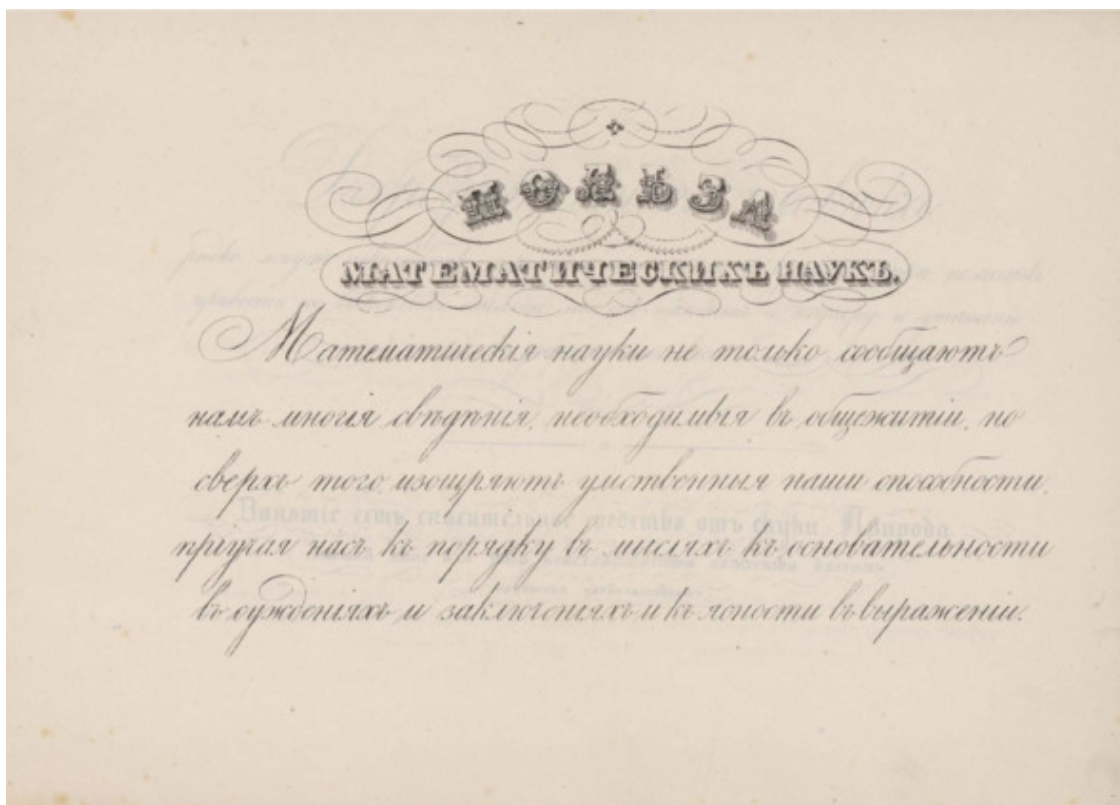 ПОЛЬЗА
МАТЕМАТИЧЕСКИХЪ НАУКЪ.
Математическія науки не только сообщаютъ
намъ многія свѣдѣнія, необходимыя въ общежитіи, но
сверхъ того, изощряютъ умственныя наши способности,
пріучая насъ къ порядку въ мысляхъ къ основательности
въ сужденіяхъ и заключеніяхъ и къ ясности въ выраженіи.